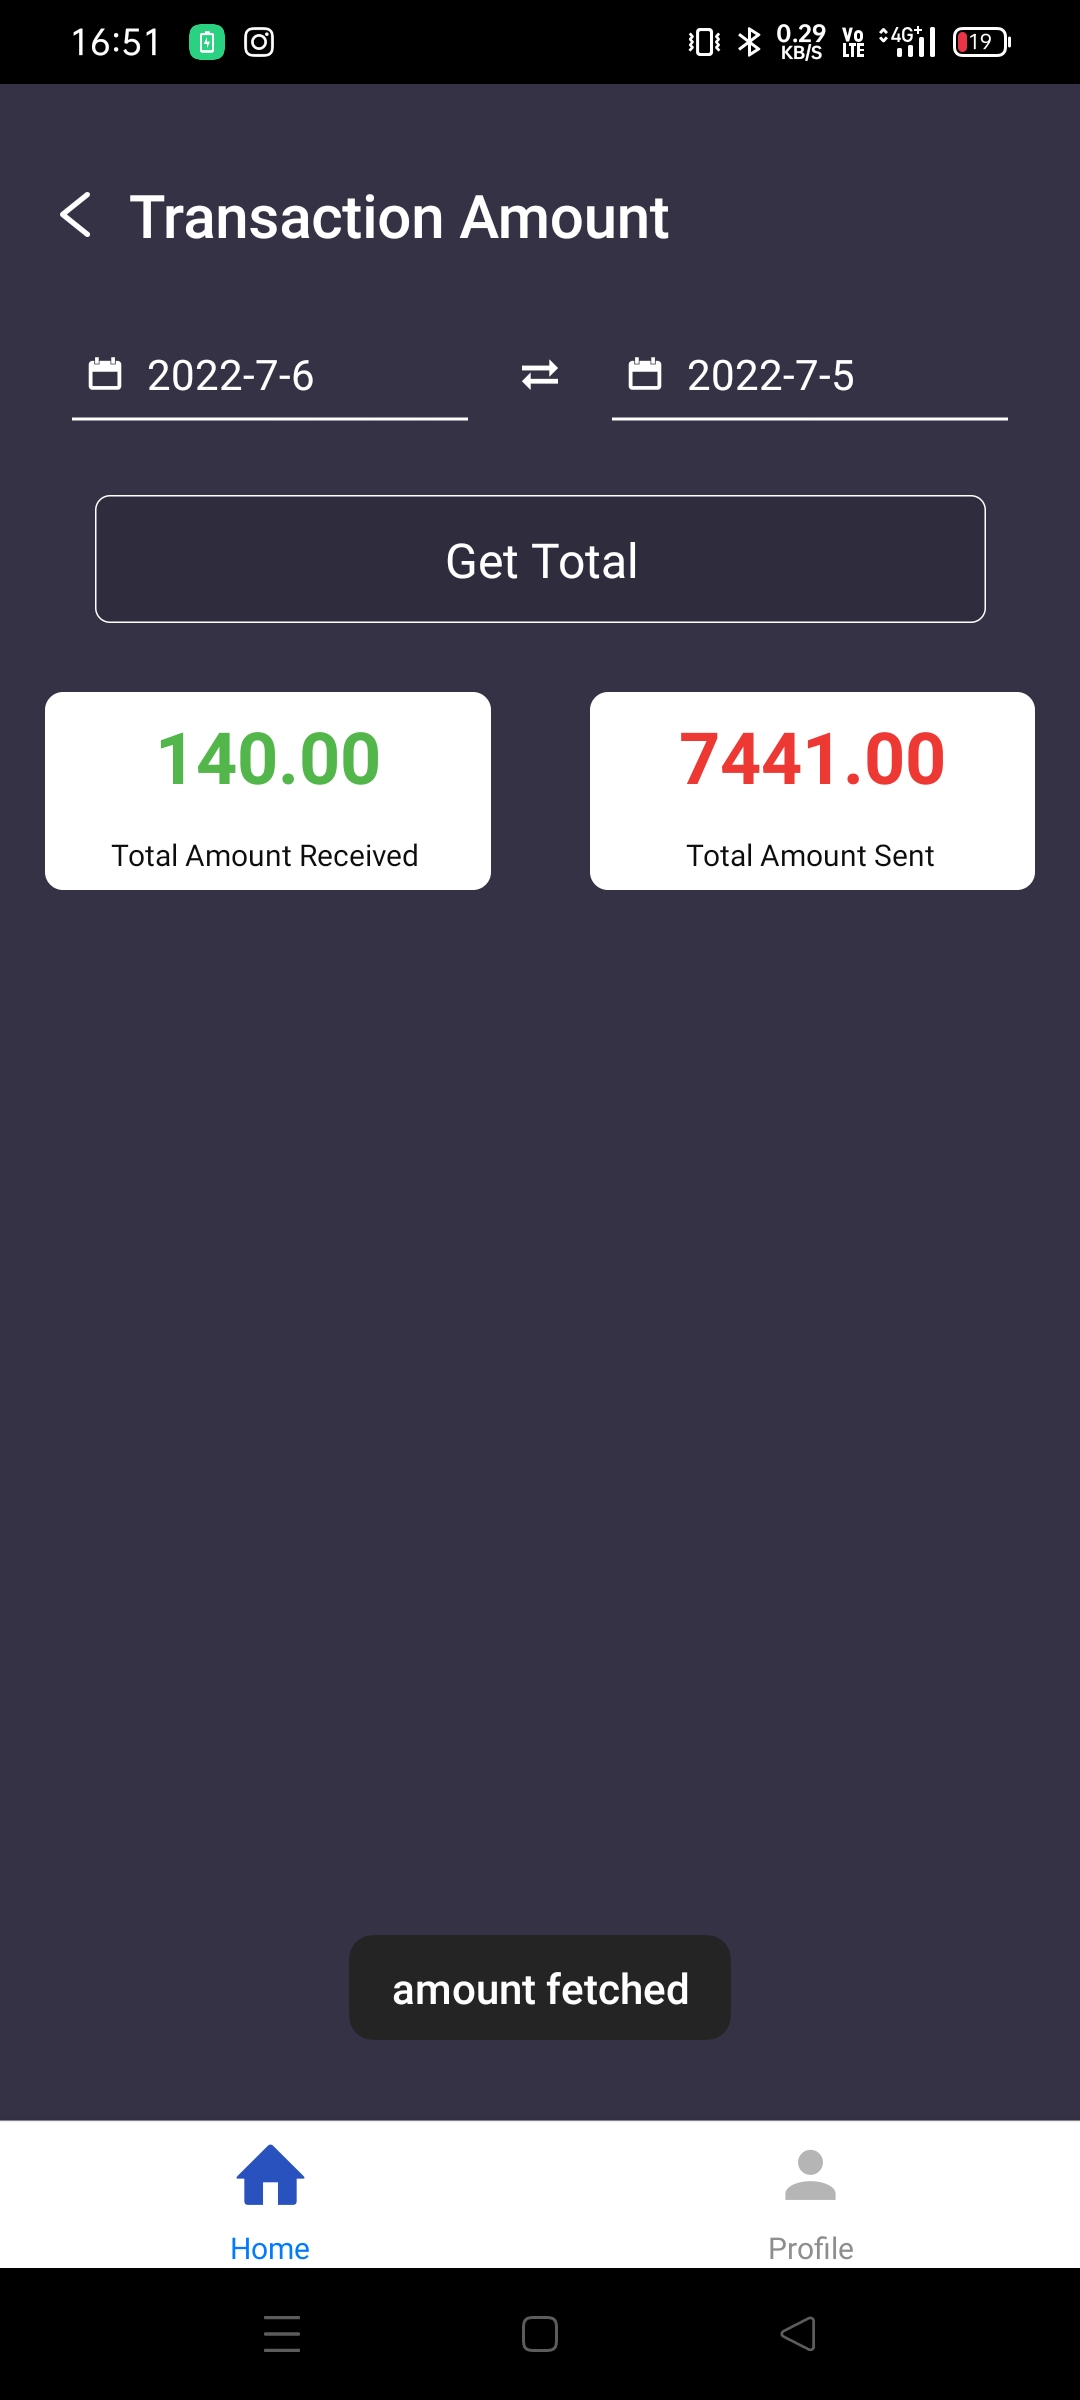 16:51 0.29 KB/S Vo LTE 4G+ 19
Transaction Amount
2022-7-6 2022-7-5
Get Total
140.00 7441.00
Total Amount Received Total Amount Sent
amount fetched
Home Profile